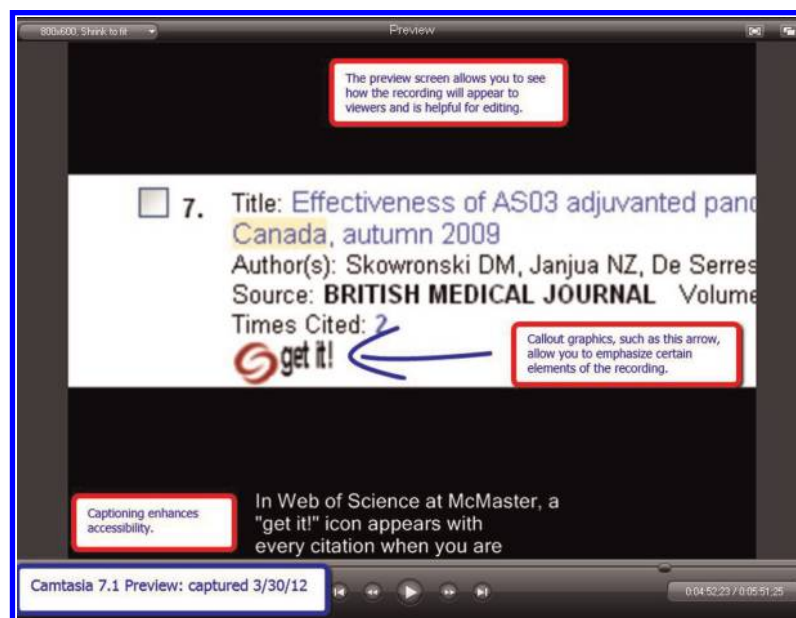 800x600, Shrink to fit
Preview
The preview screen allows you to see
how the recording will appear to
viewers and is helpful for editing.
7. Title: Effectiveness of AS03 adjuvanted pand
Canada, autumn 2009
Author(s): Skowronski DM, Janjua NZ, De Serres
Source: BRITISH MEDICAL JOURNAL Volume
Times Cited: 2
get it!
Callout graphics, such as this arrow,
allow you to emphasize certain
elements of the recording.
Captioning enhances
accessibility.
In Web of Science at McMaster, a
"get it!" icon appears with
every citation when you are
Camtasia 7.1 Preview: captured 3/30/12
0:04:52;23 / 0:05:51;25